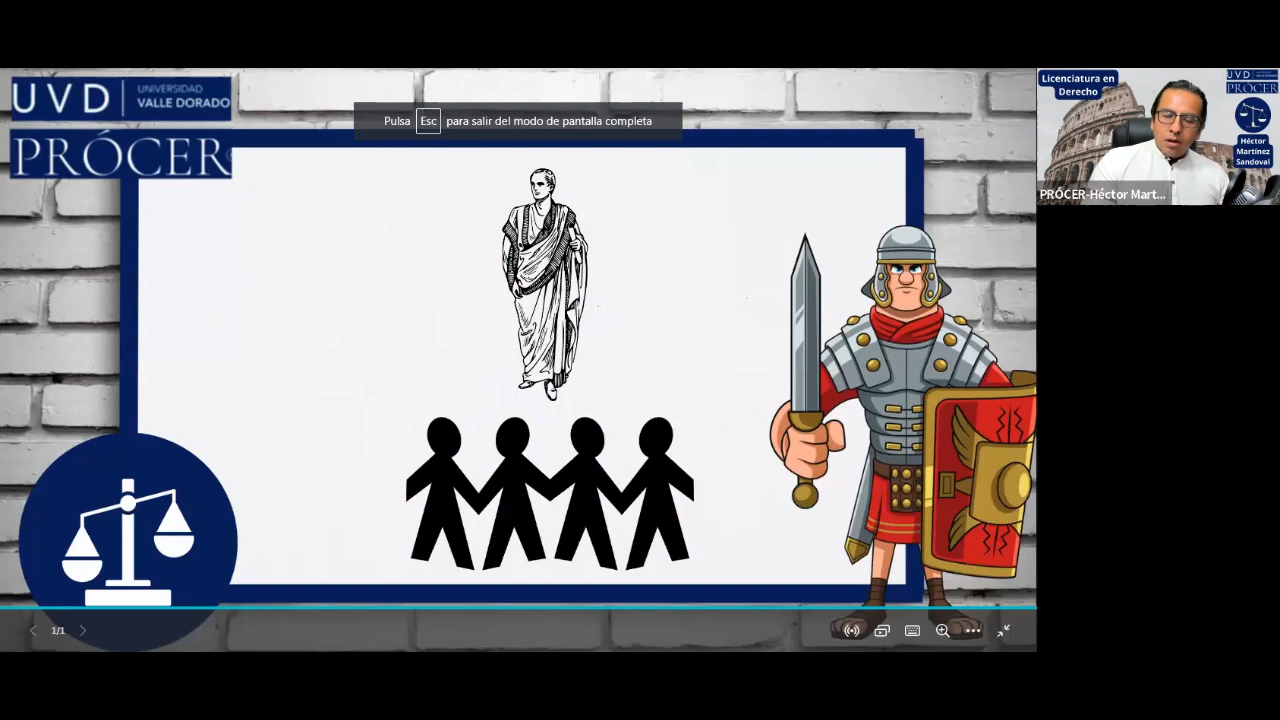 UVD
UNIVERSIDAD
VALLE DORADO
PRÓCER
Pulsa Esc para salir del modo de pantalla completa
1/1
Licenciatura en
Derecho
UVD
PRÓCER
Héctor
Martínez
Sandoval
PRÓCER-Héctor Mart...